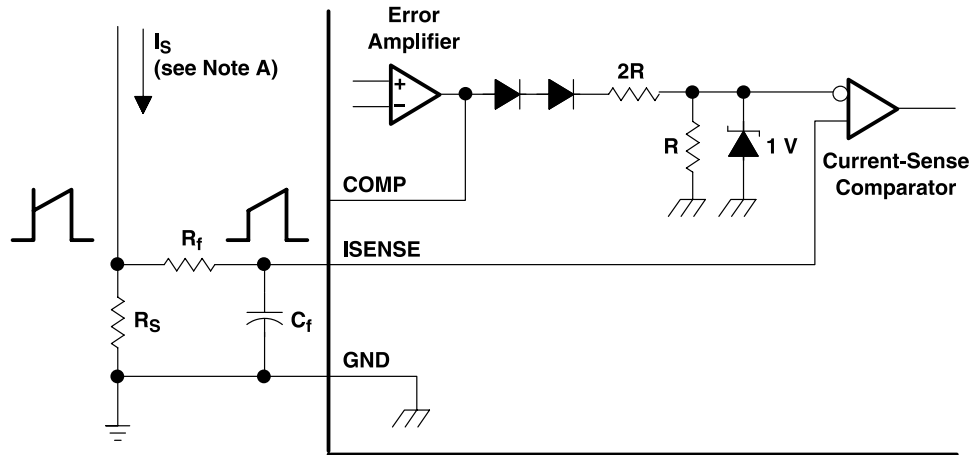 Error
Amplifier
I_S
(see Note A)
+
−
2R
R
1 V
Current-Sense
Comparator
COMP
R_f
ISENSE
R_S
C_f
GND